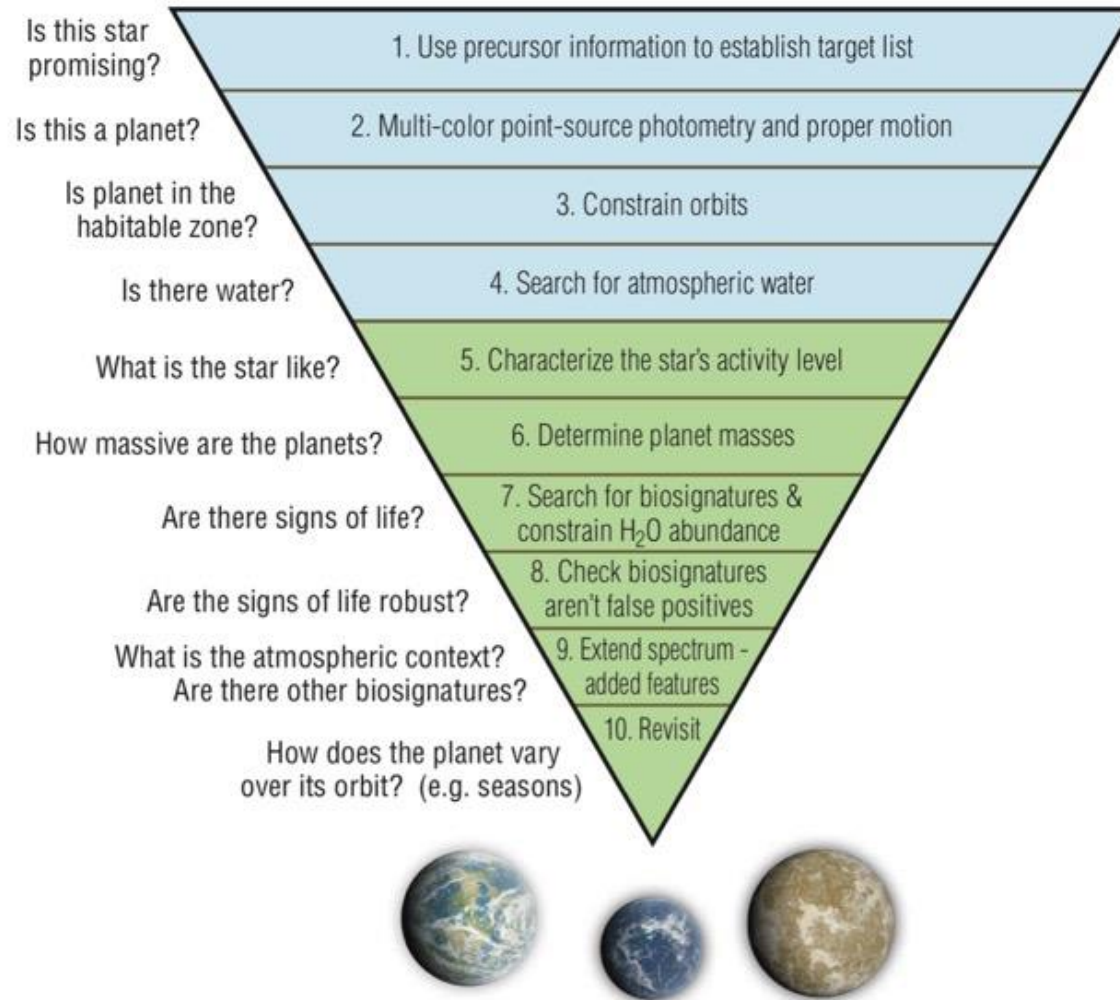 Is this star
promising?
1. Use precursor information to establish target list
Is this a planet?
2. Multi-color point-source photometry and proper motion
Is planet in the
habitable zone?
3. Constrain orbits
Is there water?
4. Search for atmospheric water
What is the star like?
5. Characterize the star's activity level
How massive are the planets?
6. Determine planet masses
Are there signs of life?
7. Search for biosignatures &
constrain H₂O abundance
Are the signs of life robust?
8. Check biosignatures
aren't false positives
What is the atmospheric context?
Are there other biosignatures?
9. Extend spectrum -
added features
How does the planet vary
over its orbit? (e.g. seasons)
10. Revisit